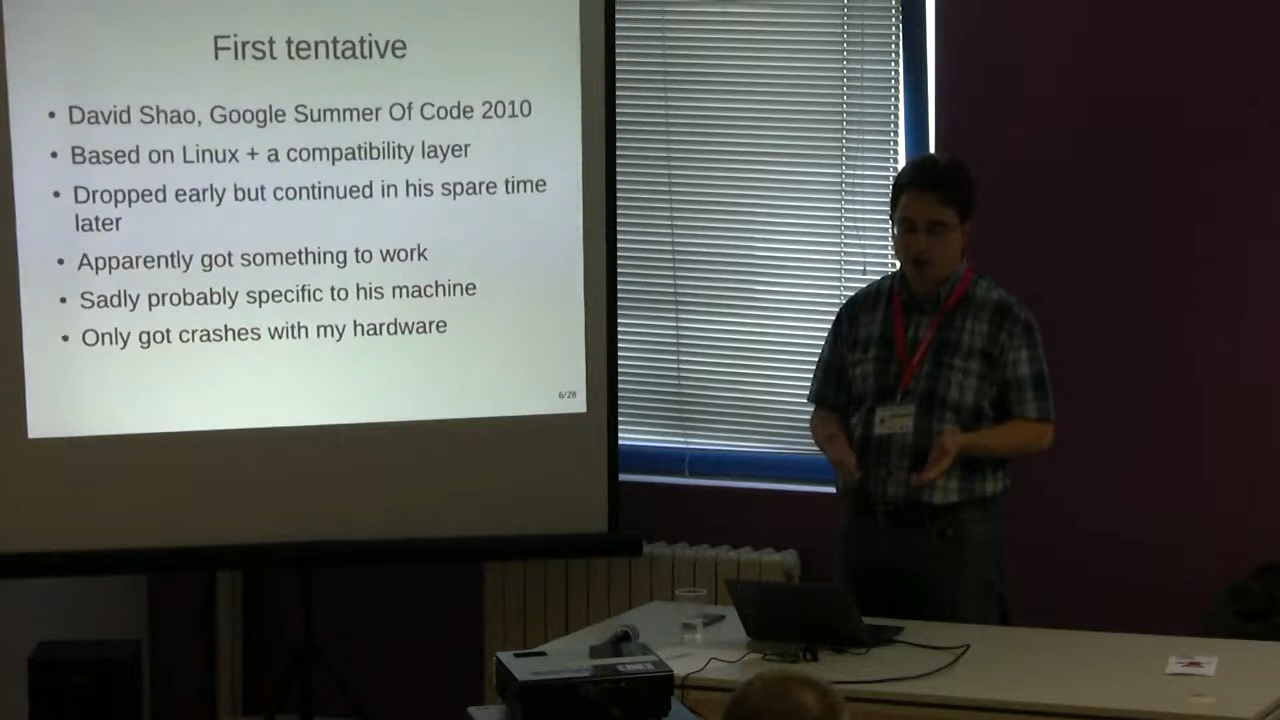 First tentative
• David Shao, Google Summer Of Code 2010
• Based on Linux + a compatibility layer
• Dropped early but continued in his spare time
later
• Apparently got something to work
• Sadly probably specific to his machine
• Only got crashes with my hardware
6/28